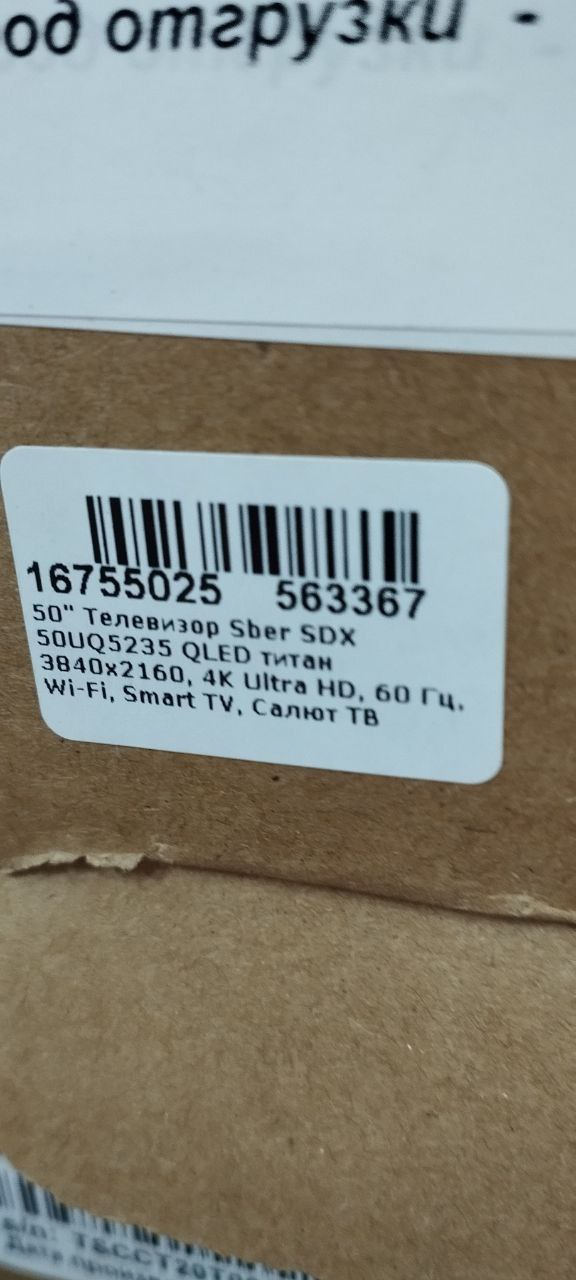 од отгрузки -
16755025 563367
50" Телевизор Sber SDX
50UQ5235 QLED титан
3840x2160, 4K Ultra HD, 60 Гц,
Wi-Fi, Smart TV, Салют ТВ
s/n:
Дата